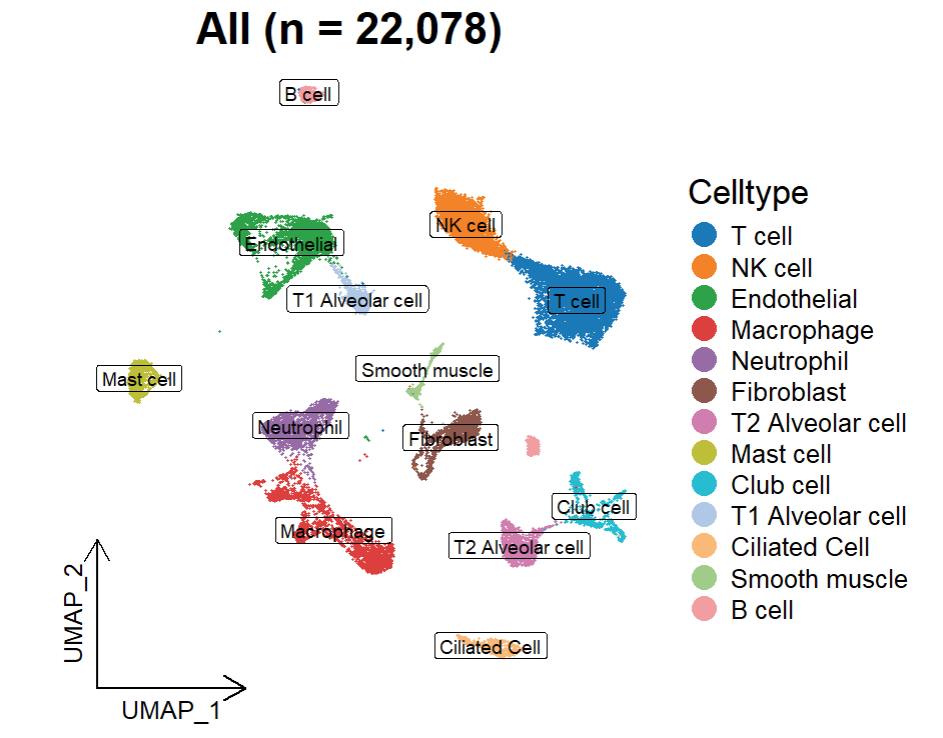 All (n = 22,078)
B cell
NK cell
Endothelial
T1 Alveolar cell
T cell
Smooth muscle
Mast cell
Neutrophil
Fibroblast
Club cell
Macrophage
T2 Alveolar cell
Ciliated Cell
UMAP_2
UMAP_1
Celltype
T cell
NK cell
Endothelial
Macrophage
Neutrophil
Fibroblast
T2 Alveolar cell
Mast cell
Club cell
T1 Alveolar cell
Ciliated Cell
Smooth muscle
B cell